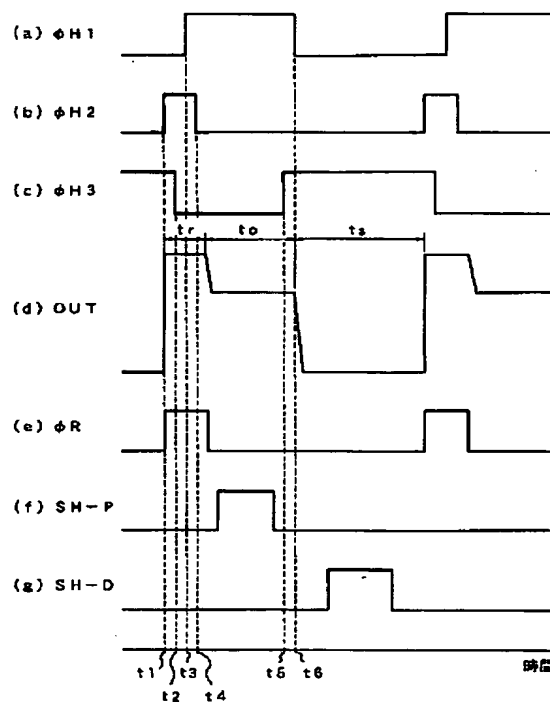 (a) φH1
(b) φH2
(c) φH3
tr to ts
(d) OUT
(e) φR
(f) SH-P
(g) SH-D
時間
t1 t3 t5 t6
t2 t4